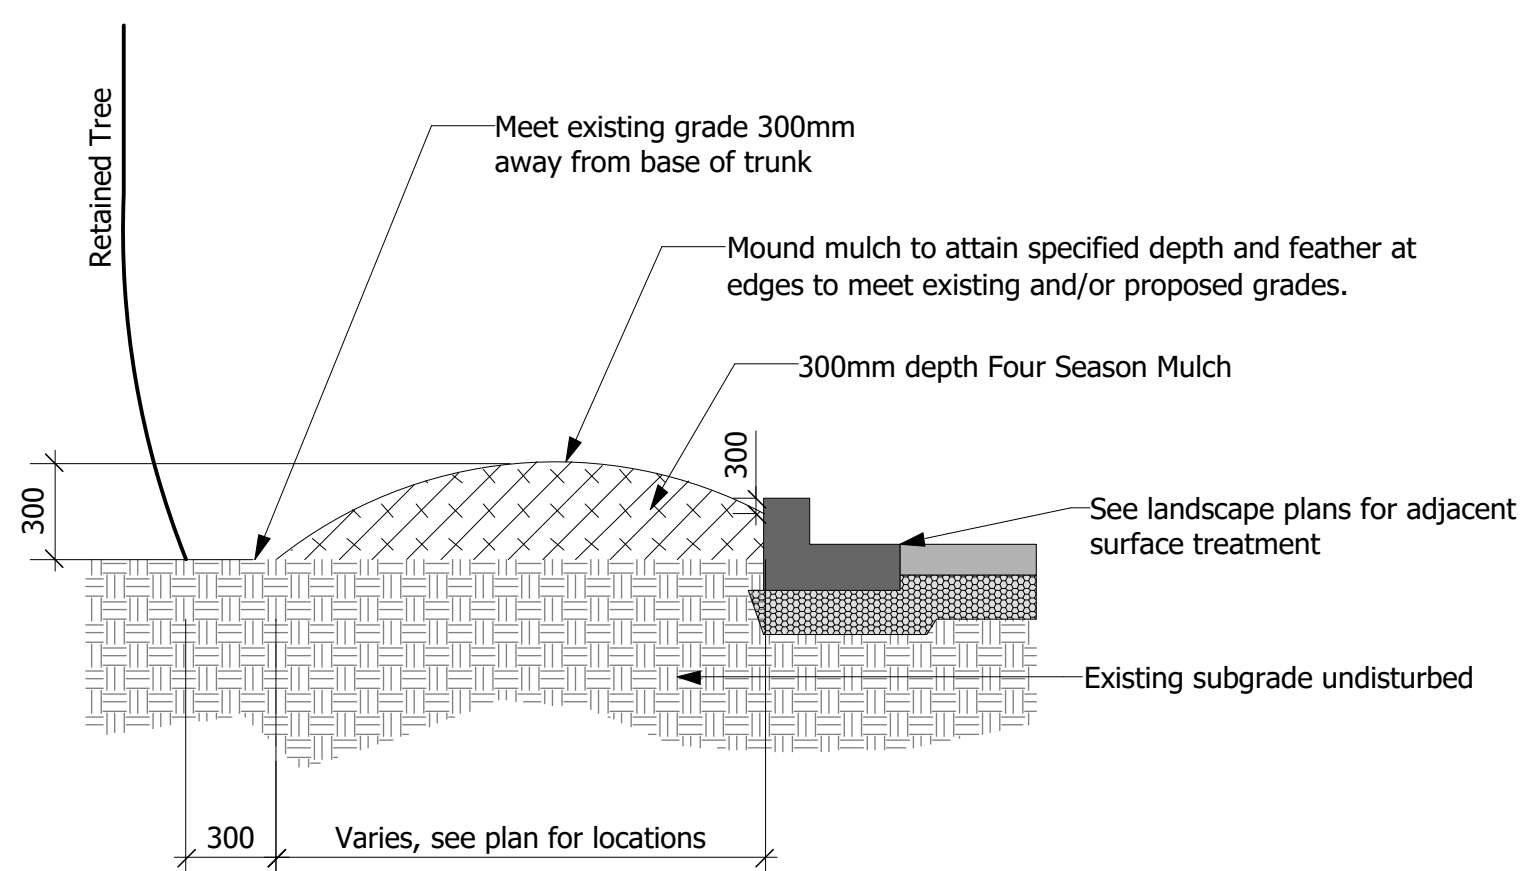 Retained Tree
Meet existing grade 300mm
away from base of trunk
Mound mulch to attain specified depth and feather at
edges to meet existing and/or proposed grades.
300mm depth Four Season Mulch
300
300
See landscape plans for adjacent
surface treatment
Existing subgrade undisturbed
300
Varies, see plan for locations